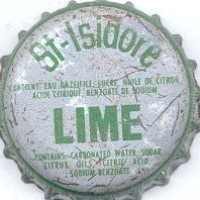 St-Isidore
CONTIENT: EAU GAZEIFIEE, SUCRE, HUILE DE CITRON,
ACIDE CITRIQUE, BENZOATE DE SODIUM
LIME
CONTAINS: CARBONATED WATER, SUGAR,
CITRUS OILS, CITRIC ACID,
SODIUM BENZOATE